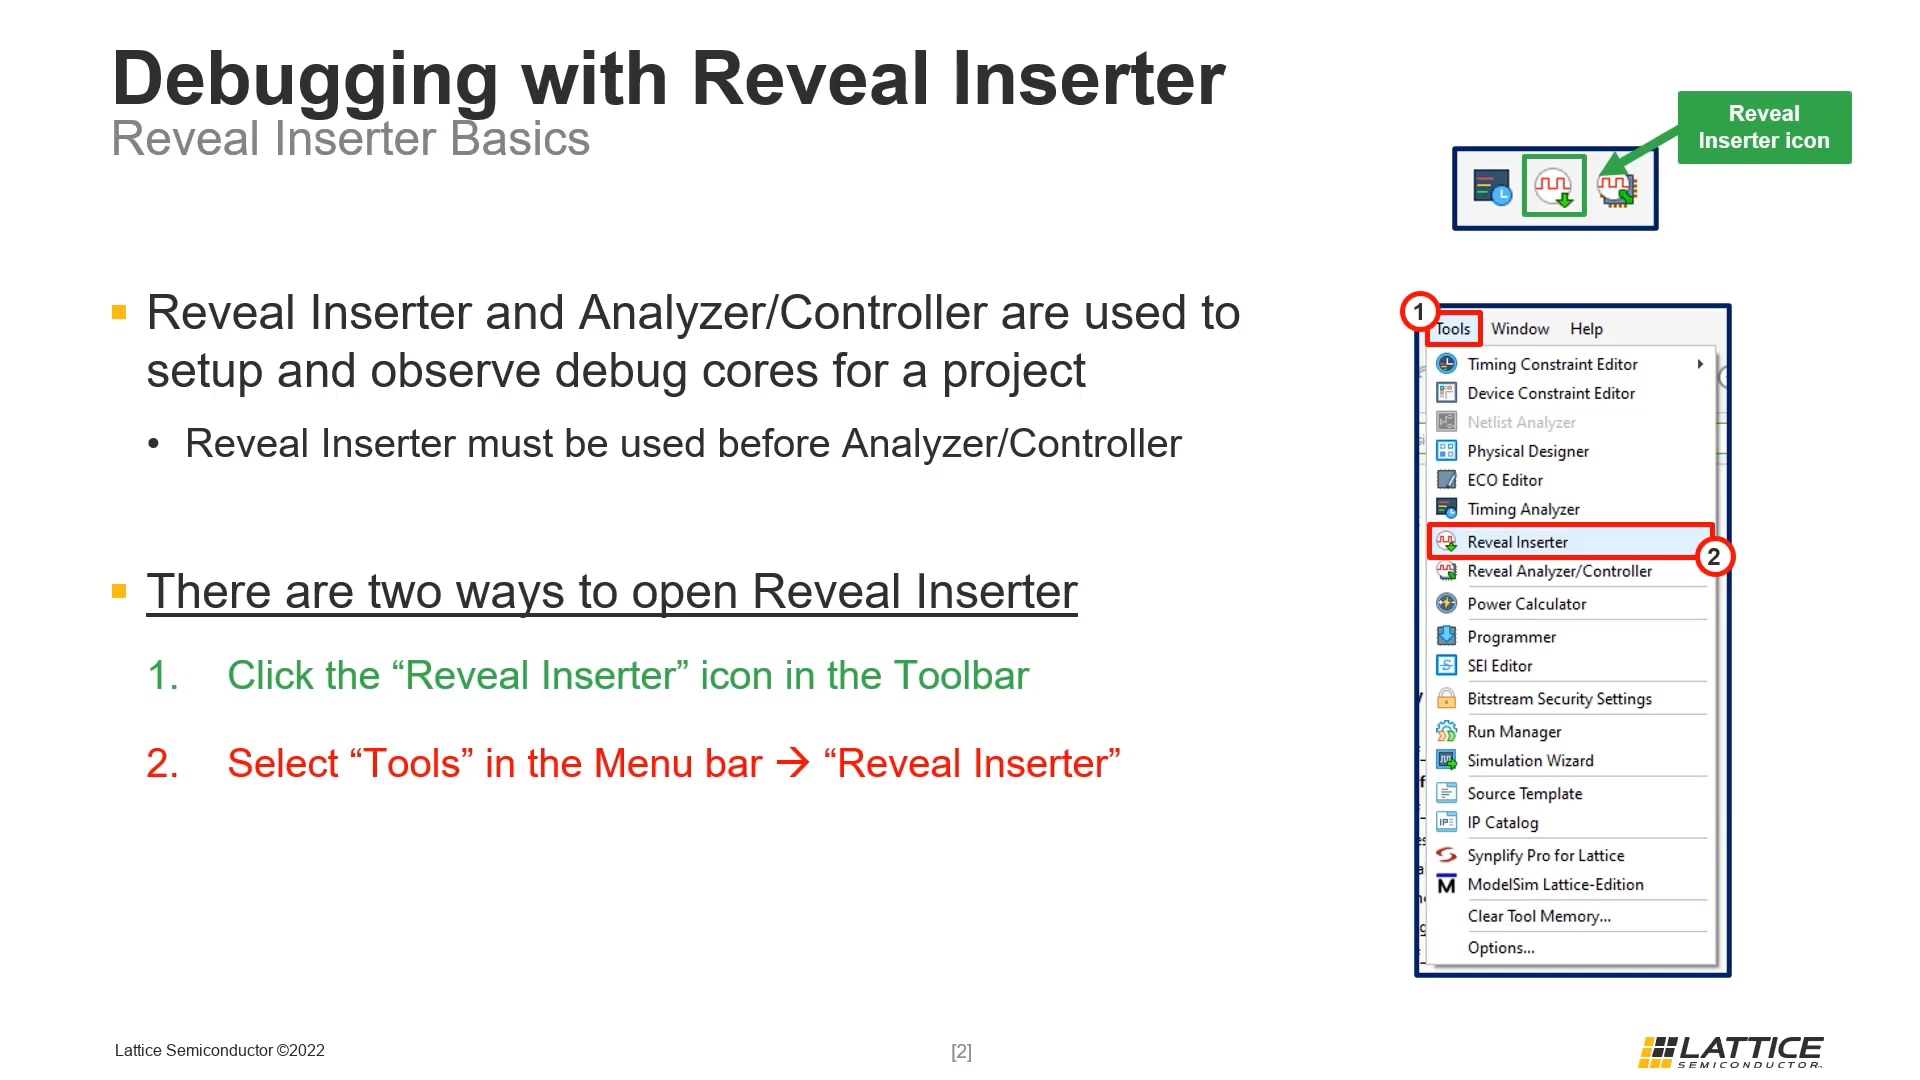 Debugging with Reveal Inserter
Reveal Inserter Basics
Reveal
Inserter icon
Reveal Inserter and Analyzer/Controller are used to
setup and observe debug cores for a project
• Reveal Inserter must be used before Analyzer/Controller
There are two ways to open Reveal Inserter
1. Click the “Reveal Inserter” icon in the Toolbar
2. Select “Tools” in the Menu bar → “Reveal Inserter”
1
Tools Window Help
Timing Constraint Editor
Device Constraint Editor
Netlist Analyzer
Physical Designer
ECO Editor
Timing Analyzer
Reveal Inserter
2
Reveal Analyzer/Controller
Power Calculator
Programmer
SEI Editor
Bitstream Security Settings
Run Manager
Simulation Wizard
Source Template
IP Catalog
Synplify Pro for Lattice
ModelSim Lattice-Edition
Clear Tool Memory...
Options...
Lattice Semiconductor ©2022
[2]
LATTICE
SEMICONDUCTOR